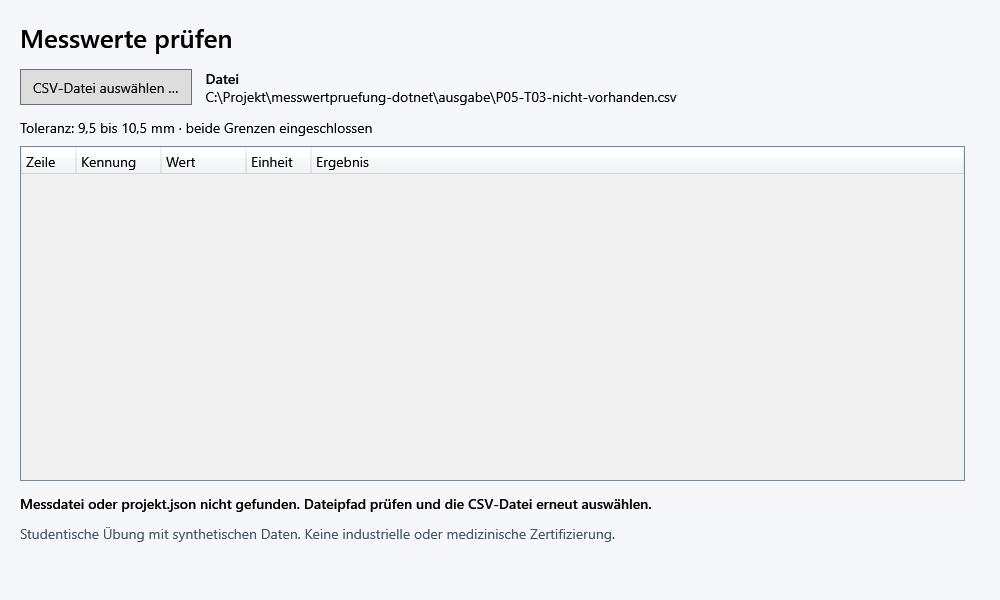 Messwerte prüfen
CSV-Datei auswählen ...
Datei
C:\Projekt\messwertpruefung-dotnet\ausgabe\P05-T03-nicht-vorhanden.csv
Toleranz: 9,5 bis 10,5 mm · beide Grenzen eingeschlossen
Zeile Kennung Wert Einheit Ergebnis
Messdatei oder projekt.json nicht gefunden. Dateipfad prüfen und die CSV-Datei erneut auswählen.
Studentische Übung mit synthetischen Daten. Keine industrielle oder medizinische Zertifizierung.